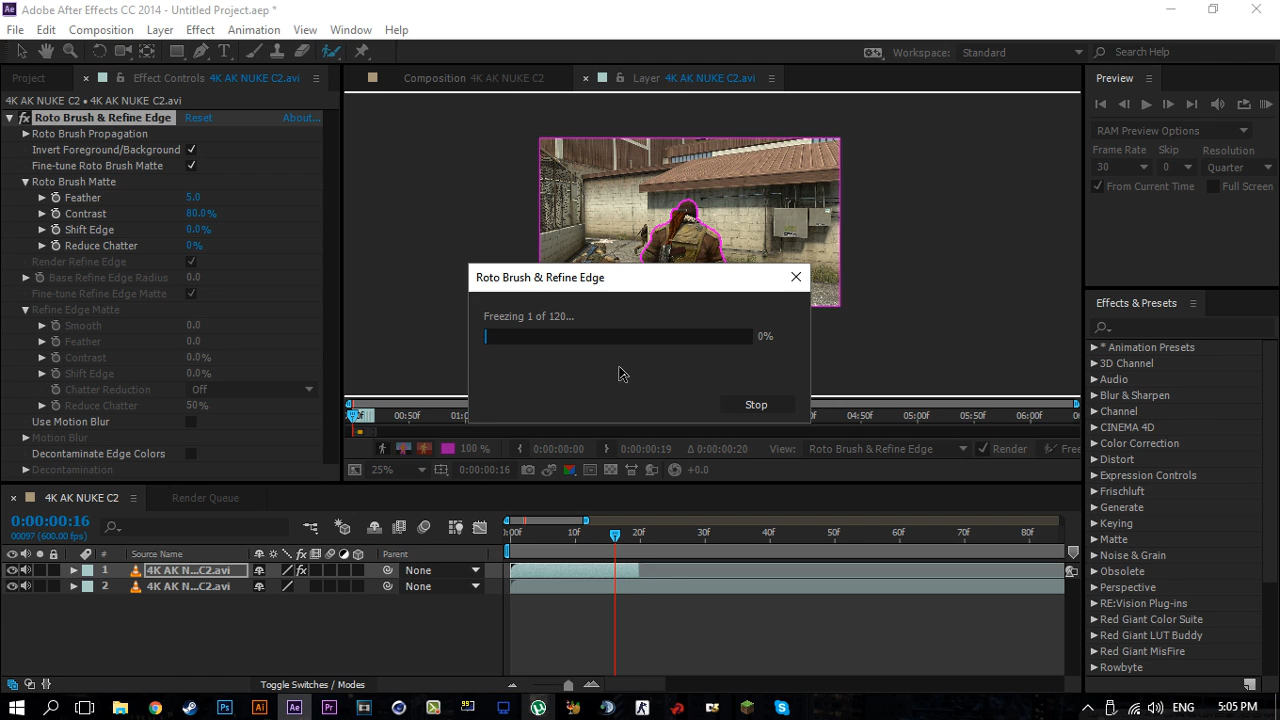 Ae Adobe After Effects CC 2014 - Untitled Project.aep *
File Edit Composition Layer Effect Animation View Window Help
Workspace: Standard Search Help
Project Effect Controls 4K AK NUKE C2.avi
Composition 4K AK NUKE C2 Layer 4K AK NUKE C2.avi
Preview
4K AK NUKE C2 • 4K AK NUKE C2.avi
fx Roto Brush & Refine Edge Reset About...
Roto Brush Propagation
Invert Foreground/Background
Fine-tune Roto Brush Matte
Roto Brush Matte
Feather 5.0
Contrast 80.0%
Shift Edge 0.0%
Reduce Chatter 0%
Render Refine Edge
Base Refine Edge Radius 0.0
Fine-tune Refine Edge Matte
Refine Edge Matte
Smooth 0.0
Feather 0.0
Contrast 0.0%
Shift Edge 0.0%
Chatter Reduction Off
Reduce Chatter 50%
Use Motion Blur
Motion Blur
Decontaminate Edge Colors
Decontamination
Roto Brush & Refine Edge
Freezing 1 of 120...
0%
Stop
00:50f 01:0 0f 04:50f 05:00f 05:50f 06:00f
100 % 0:00:00:00 0:00:00:19 Δ 0:00:00:20 View: Roto Brush & Refine Edge Render Free
25% 0:00:00:16 +0.0
RAM Preview Options
Frame Rate Skip Resolution
30 0 Quarter
From Current Time Full Screen
Effects & Presets
* Animation Presets
3D Channel
Audio
Blur & Sharpen
Channel
CINEMA 4D
Color Correction
Distort
Expression Controls
Frischluft
Generate
Keying
Matte
Noise & Grain
Obsolete
Perspective
RE:Vision Plug-ins
Red Giant Color Suite
Red Giant LUT Buddy
Red Giant MisFire
Rowbyte
4K AK NUKE C2 Render Queue
0:00:00:16
00097 (600.00 fps)
:00f 10f 20f 30f 40f 50f 60f 70f 80f
# Source Name fx Parent
1 4K AK N...C2.avi fx None
2 4K AK N...C2.avi None
Toggle Switches / Modes
Ps Ai Ae Pr
5:05 PM